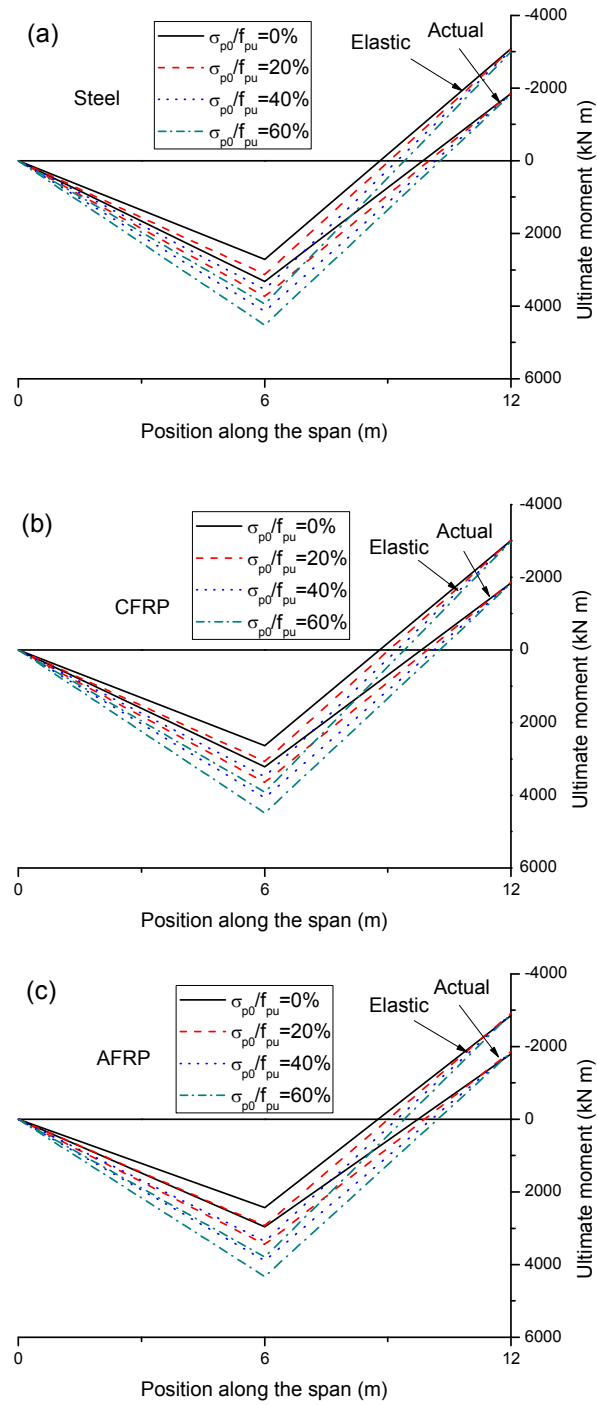 (a)
Steel
σp0/fpu=0%
σp0/fpu=20%
σp0/fpu=40%
σp0/fpu=60%
Elastic
Actual
-4000
-2000
0
2000
4000
6000
Ultimate moment (kN m)
0
6
12
Position along the span (m)
(b)
CFRP
σp0/fpu=0%
σp0/fpu=20%
σp0/fpu=40%
σp0/fpu=60%
Elastic
Actual
-4000
-2000
0
2000
4000
6000
Ultimate moment (kN m)
0
6
12
Position along the span (m)
(c)
AFRP
σp0/fpu=0%
σp0/fpu=20%
σp0/fpu=40%
σp0/fpu=60%
Elastic
Actual
-4000
-2000
0
2000
4000
6000
Ultimate moment (kN m)
0
6
12
Position along the span (m)